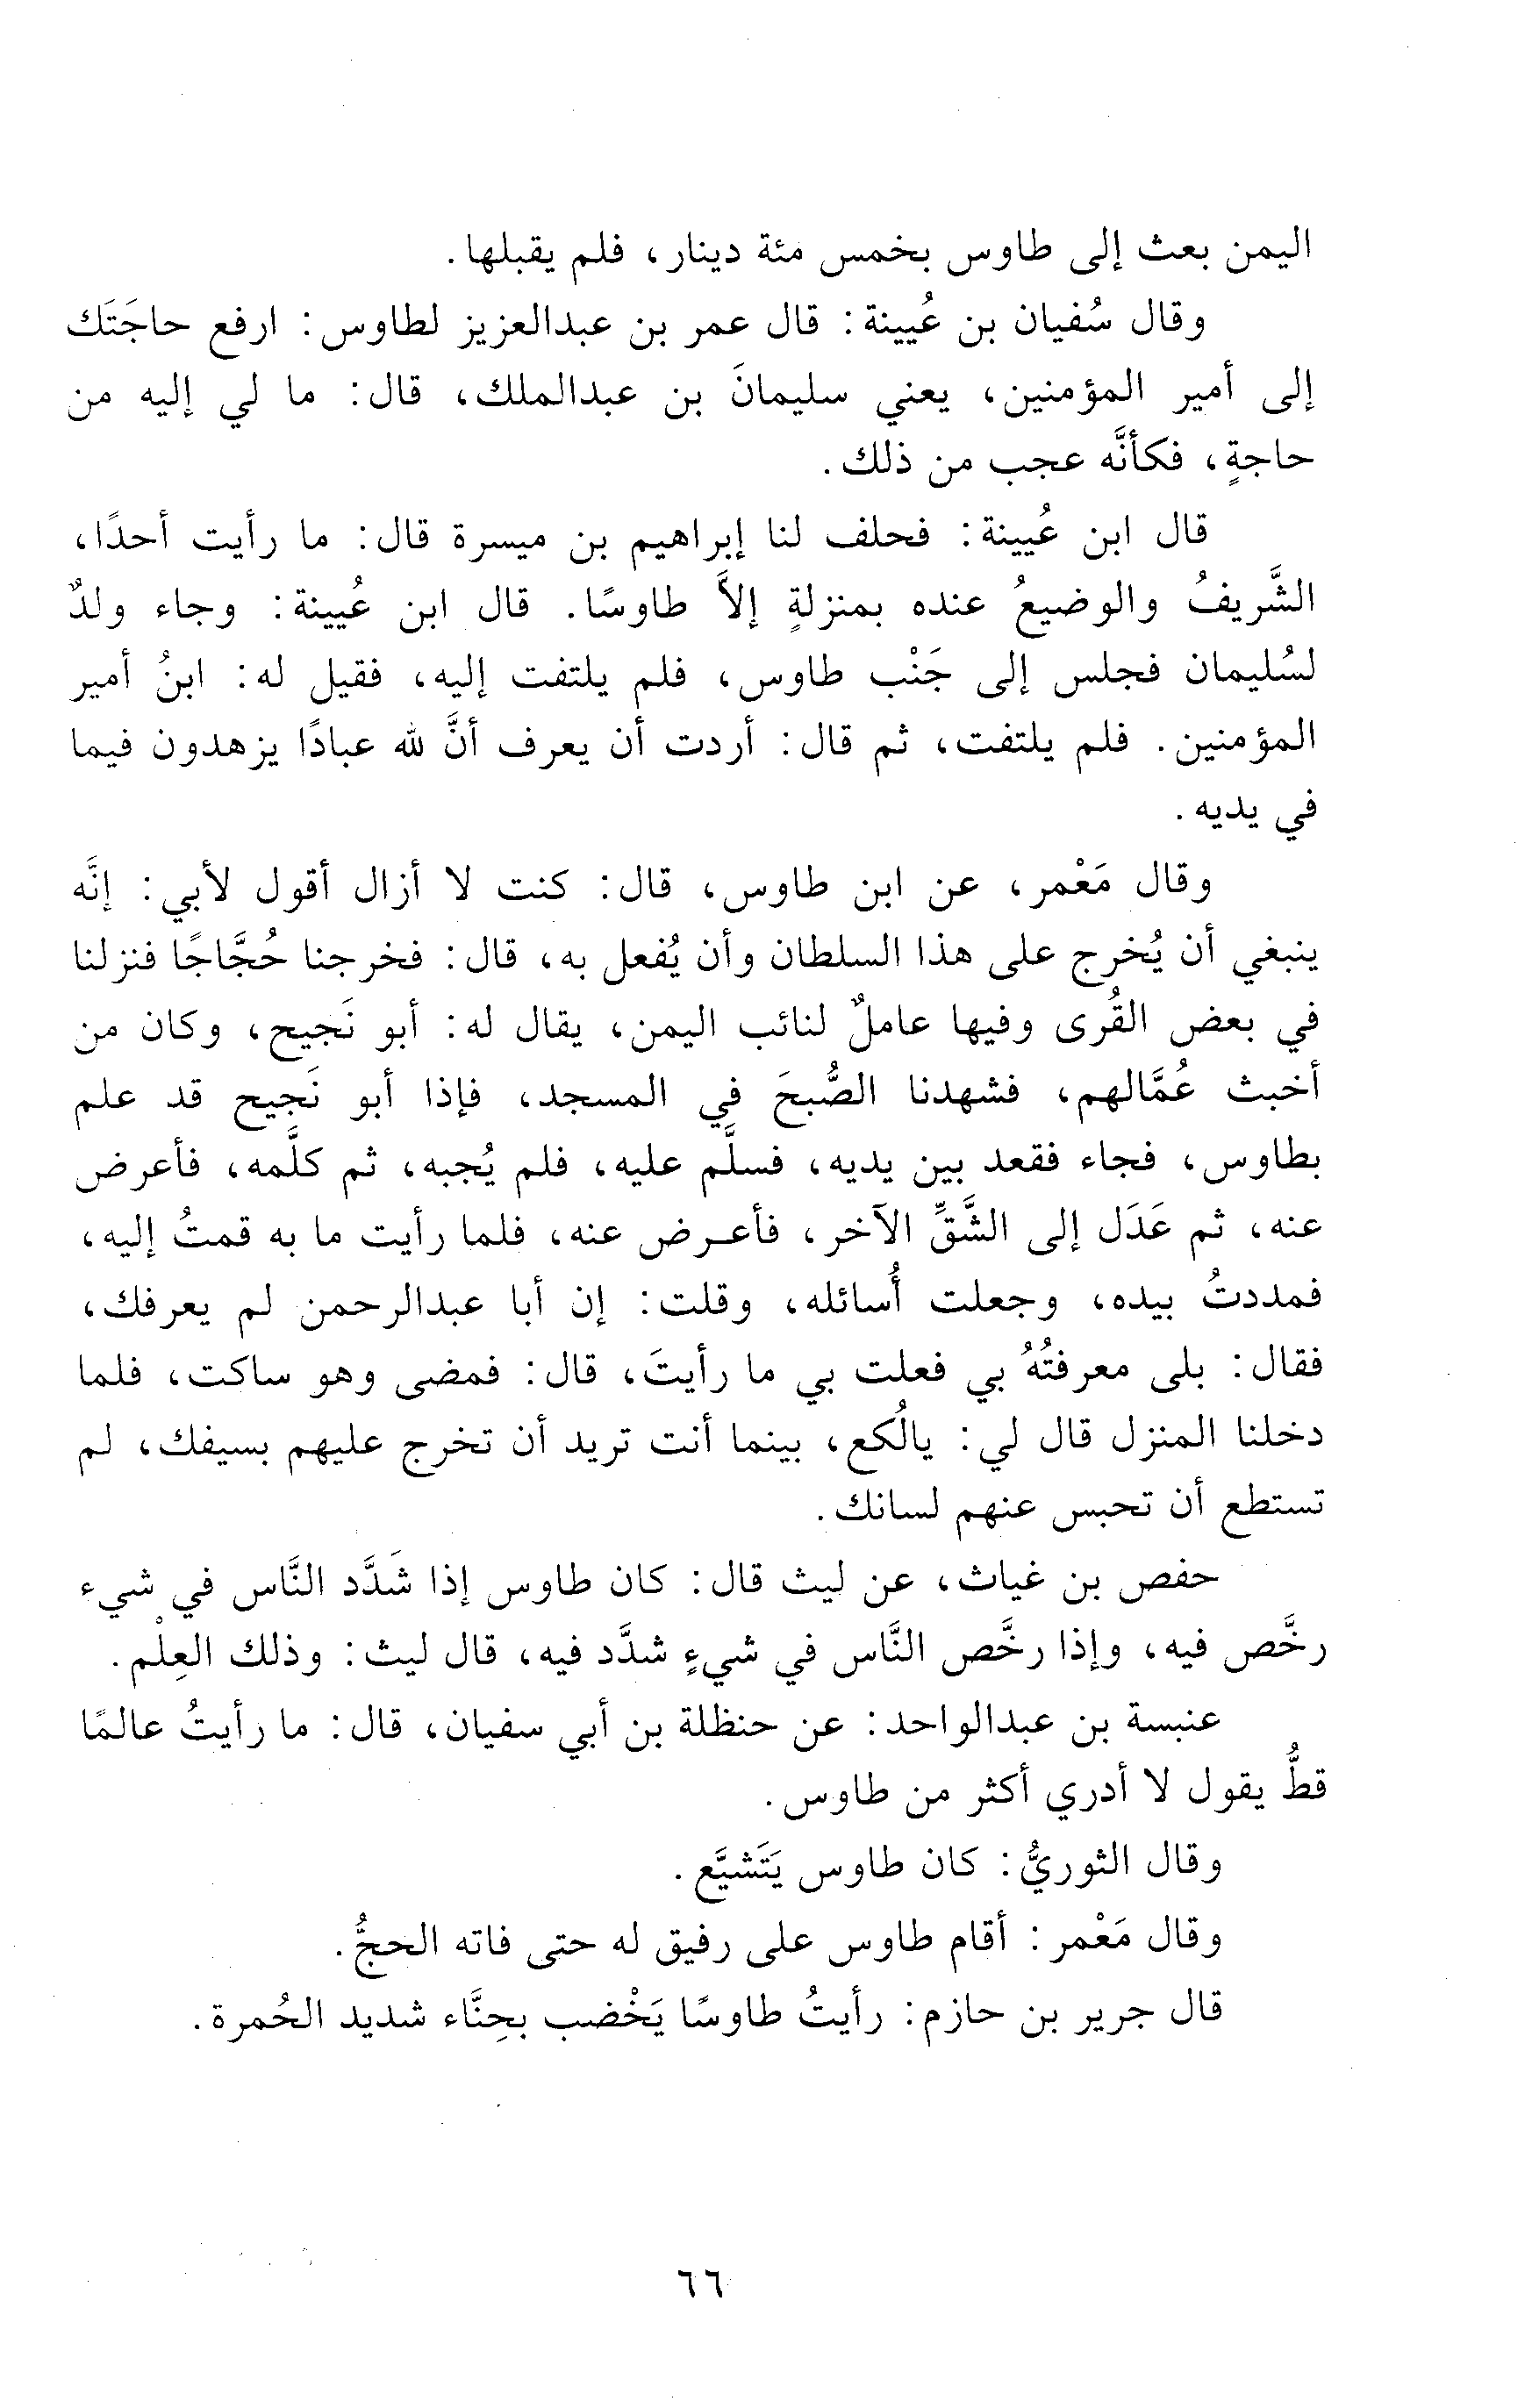 اليمن بعث إلى طاوس بخمس مئة دينار، فلم يقبلها.
وقال سُفيان بن عُيينة: قال عمر بن عبدالعزيز لطاوس: ارفع حاجَتَك
إلى أمير المؤمنين، يعني سليمانَ بن عبدالملك، قال: ما لي إليه من
حاجةٍ، فكأنَّه عجب من ذلك.
قال ابن عُيينة: فحلف لنا إبراهيم بن ميسرة قال: ما رأيت أحدًا،
الشَّريفُ والوضيعُ عنده بمنزلةٍ إلاَّ طاوسًا. قال ابن عُيينة: وجاء ولدٌ
لسُليمان فجلس إلى جَنْب طاوس، فلم يلتفت إليه، فقيل له: ابنُ أمير
المؤمنين. فلم يلتفت، ثم قال: أردت أن يعرف أنَّ لله عبادًا يزهدون فيما
في يديه.
وقال مَعْمر، عن ابن طاوس، قال: كنت لا أزال أقول لأبي: إنَّه
ينبغي أن يُخرج على هذا السلطان وأن يُفعل به، قال: فخرجنا حُجَّاجًا فنزلنا
في بعض القُرى وفيها عاملٌ لنائب اليمن، يقال له: أبو نَجيح، وكان من
أخبث عُمَّالهم، فشهدنا الصُّبحَ في المسجد، فإذا أبو نَجيح قد علم
بطاوس، فجاء فقعد بين يديه، فسلَّم عليه، فلم يُجبه، ثم كلَّمه، فأعرض
عنه، ثم عَدَل إلى الشَّقِّ الآخر، فأعـرض عنه، فلما رأيت ما به قمتُ إليه،
فمددتُ بيده، وجعلت أُسائله، وقلت: إن أبا عبدالرحمن لم يعرفك،
فقال: بلى معرفتُهُ بي فعلت بي ما رأيتَ، قال: فمضى وهو ساكت، فلما
دخلنا المنزل قال لي: يالُكع، بينما أنت تريد أن تخرج عليهم بسيفك، لم
تستطع أن تحبس عنهم لسانك.
حفص بن غياث، عن ليث قال: كان طاوس إذا شَدَّد النَّاس في شيء
رخَّص فيه، وإذا رخَّص النَّاس في شيءٍ شدَّد فيه، قال ليث: وذلك العِلْم.
عنبسة بن عبدالواحد: عن حنظلة بن أبي سفيان، قال: ما رأيتُ عالمًا
قطُّ يقول لا أدري أكثر من طاوس.
وقال الثوريُّ: كان طاوس يَتَشيَّع.
وقال مَعْمر: أقام طاوس على رفيق له حتى فاته الحجُّ.
قال جرير بن حازم: رأيتُ طاوسًا يَخْضب بحِنَّاء شديد الحُمرة.
٦٦